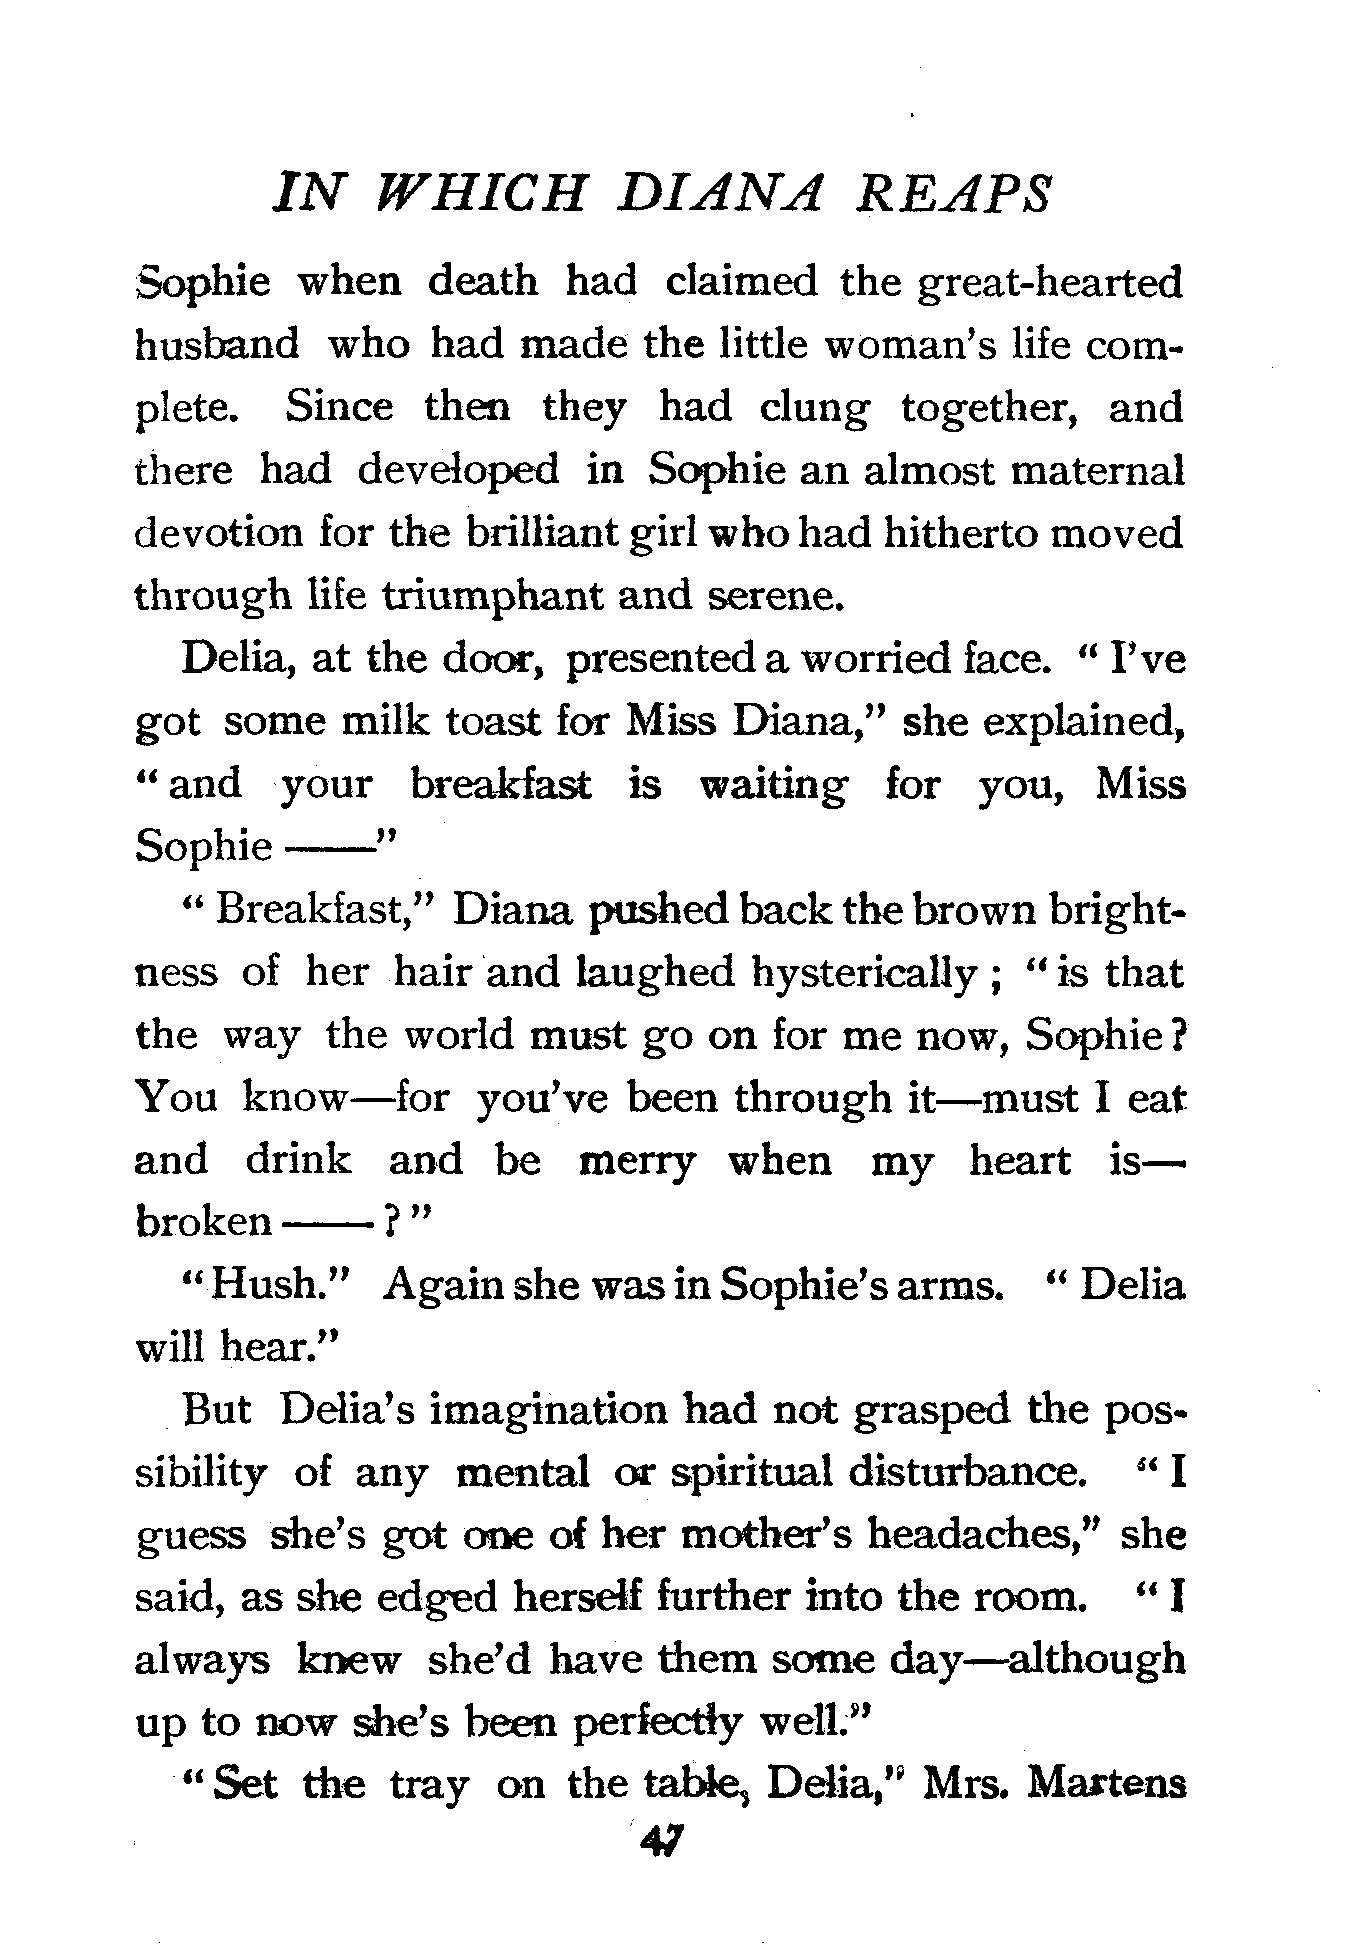 IN WHICH DIANA REAPS
Sophie when death had claimed the great-hearted
husband who had made the little woman's life com-
plete. Since then they had clung together, and
there had developed in Sophie an almost maternal
devotion for the brilliant girl who had hitherto moved
through life triumphant and serene.
Delia, at the door, presented a worried face. “ I've
got some milk toast for Miss Diana,” she explained,
“ and your breakfast is waiting for you, Miss
Sophie ——”
“ Breakfast,” Diana pushed back the brown bright-
ness of her hair and laughed hysterically ; “ is that
the way the world must go on for me now, Sophie ?
You know—for you've been through it—must I eat
and drink and be merry when my heart is—
broken —— ? ”
“ Hush.” Again she was in Sophie's arms. “ Delia
will hear.”
But Delia's imagination had not grasped the pos-
sibility of any mental or spiritual disturbance. “ I
guess she's got one of her mother's headaches,” she
said, as she edged herself further into the room. “ I
always knew she'd have them some day—although
up to now she's been perfectly well.”
“ Set the tray on the table, Delia,” Mrs. Martens
47